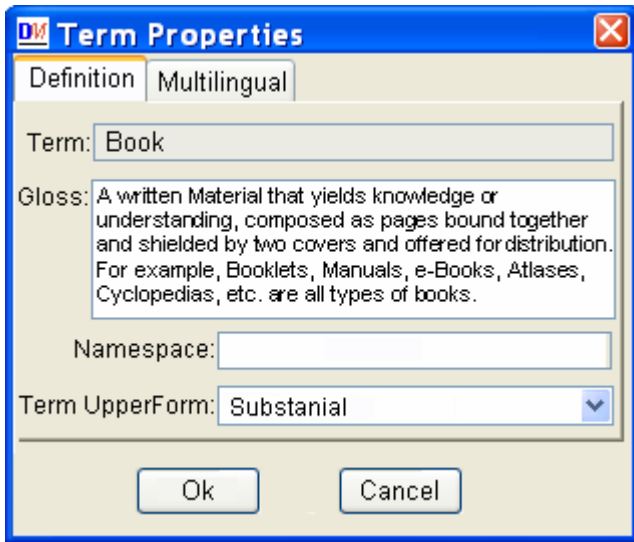 DM Term Properties
Definition Multilingual
Term: Book
Gloss: A written Material that yields knowledge or
understanding, composed as pages bound together
and shielded by two covers and offered for distribution.
For example, Booklets, Manuals, e-Books, Atlases,
Cyclopedias, etc. are all types of books.
Namespace:
Term UpperForm: Substanial
Ok Cancel